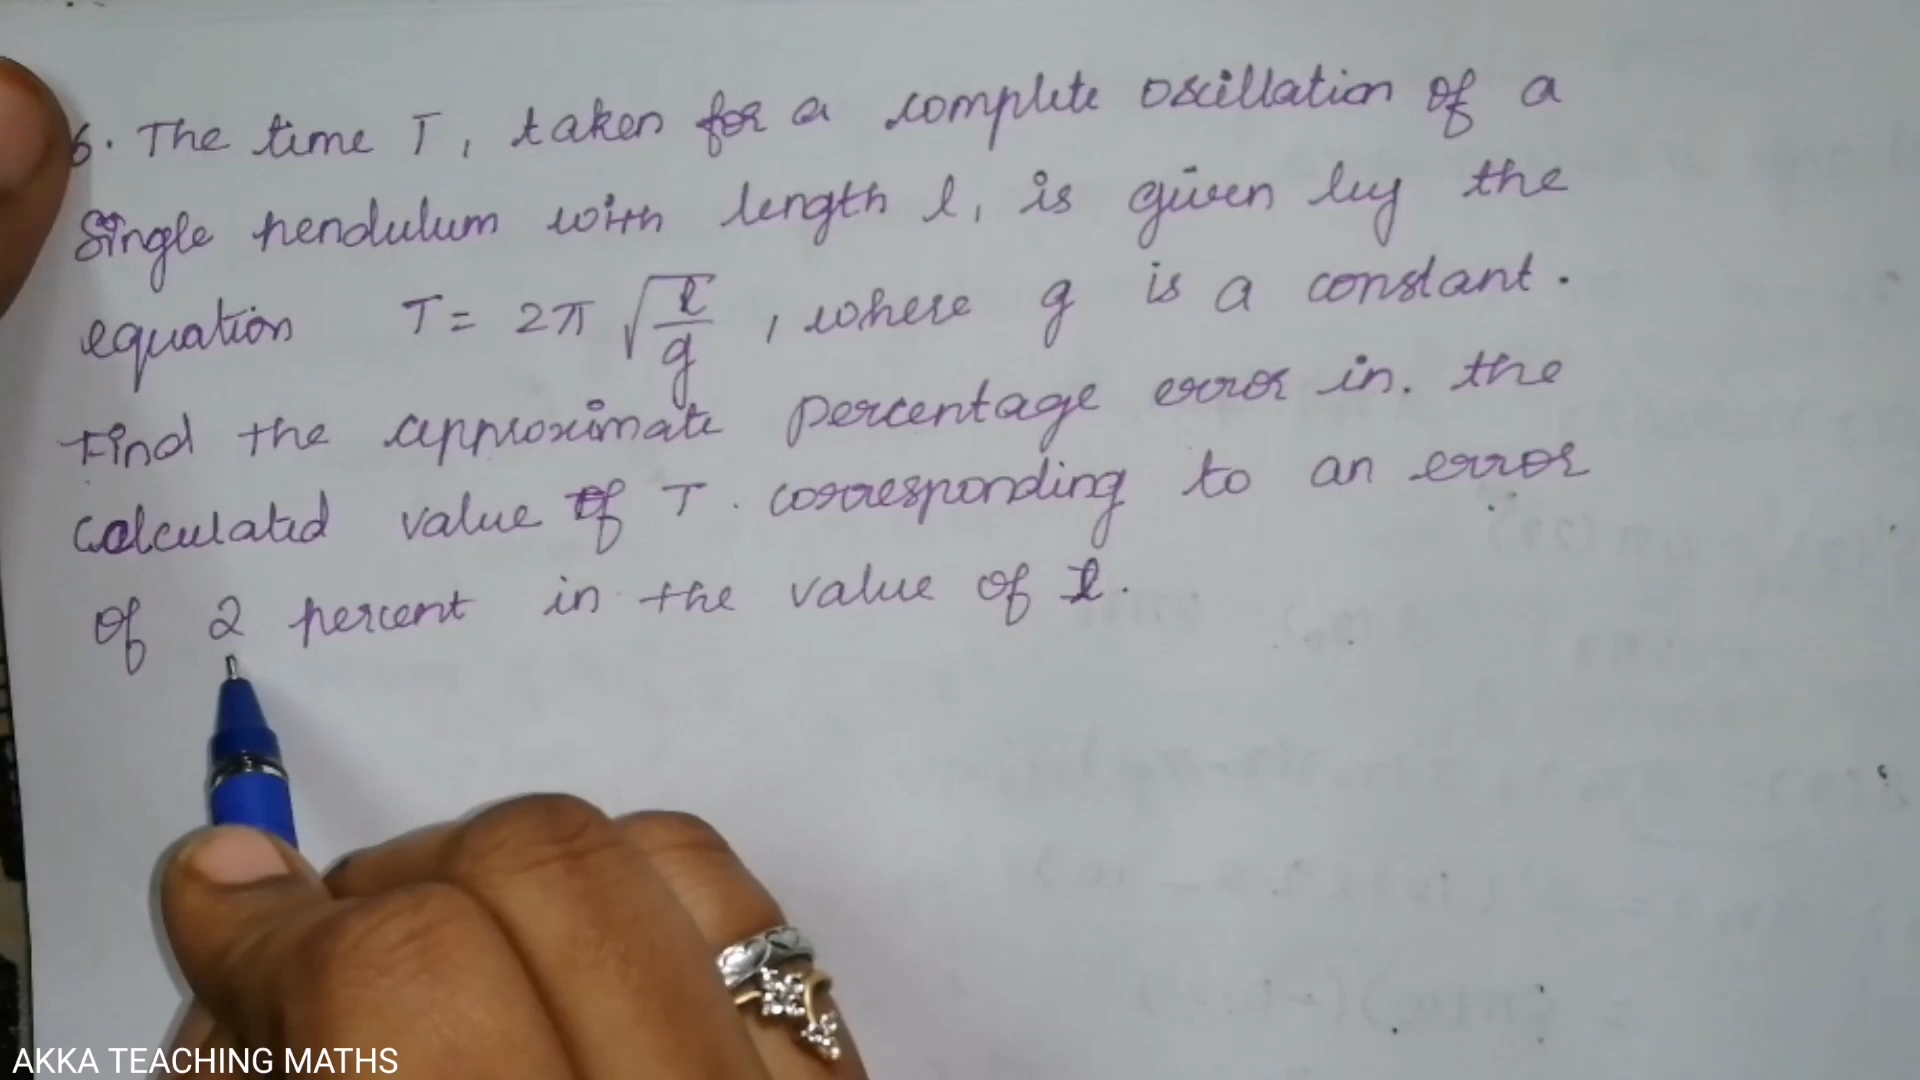 6. The time T, taken for a complete oscillation of a
Single pendulum with length l, is given by the
equation T = 2π √(l/g), where g is a constant.
Find the approximate percentage error in. the
calculated value of T. corresponding to an error
of 2 percent in the value of l.
AKKA TEACHING MATHS